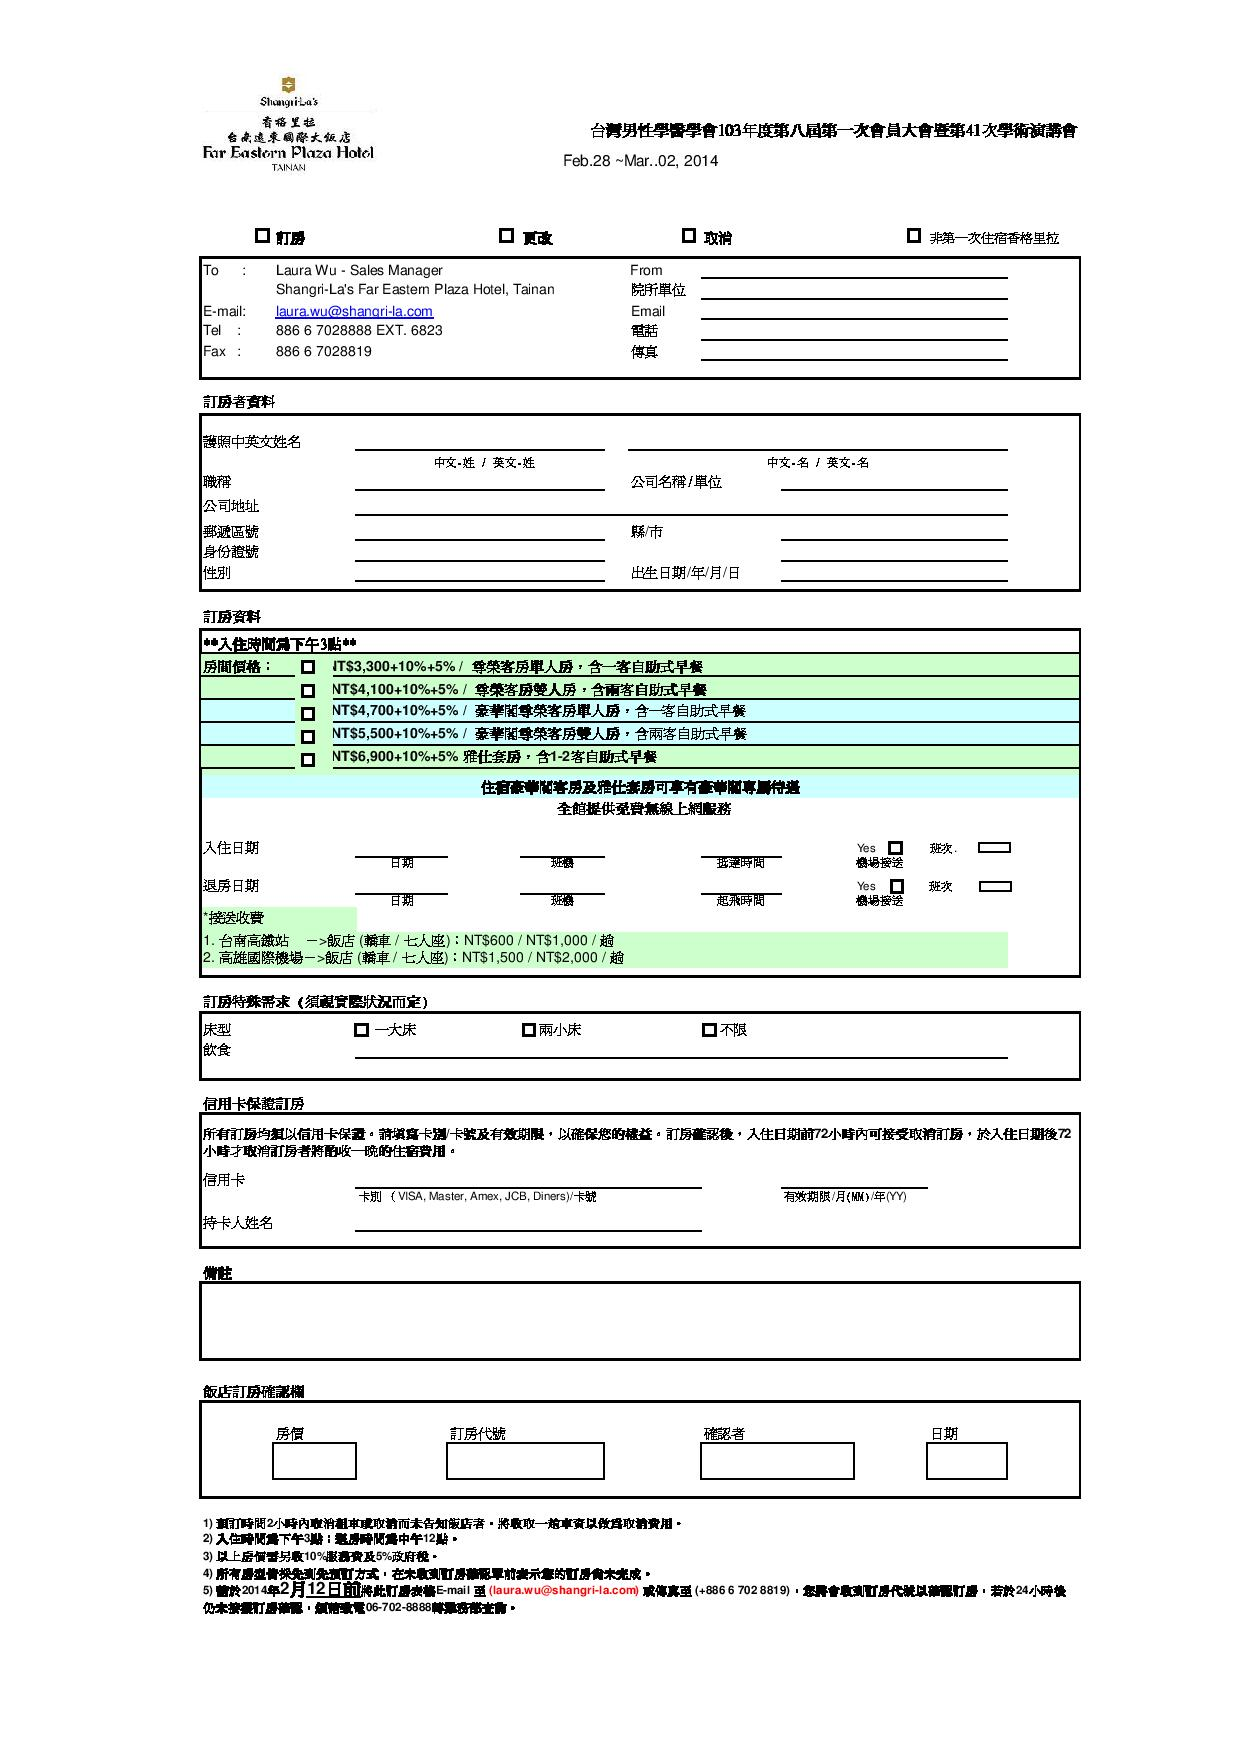 Shangri-La's
香格里拉
台南遠東國際大飯店
Far Eastern Plaza Hotel
TAINAN
台灣男性學醫學會103年度第八屆第一次會員大會暨第41次學術演講會
Feb.28 ~Mar..02, 2014
訂房 更改 取消 非第一次住宿香格里拉
To : Laura Wu - Sales Manager From
Shangri-La's Far Eastern Plaza Hotel, Tainan 院所單位
E-mail: laura.wu@shangri-la.com Email
Tel : 886 6 7028888 EXT. 6823 電話
Fax : 886 6 7028819 傳真
訂房者資料
護照中英文姓名
中文-姓 / 英文-姓 中文-名 / 英文-名
職稱 公司名稱/單位
公司地址
郵遞區號 縣/市
身份證號
性別 出生日期/年/月/日
訂房資料
**入住時間為下午3點**
房間價格： NT$3,300+10%+5% / 尊榮客房單人房，含一客自助式早餐
NT$4,100+10%+5% / 尊榮客房雙人房，含兩客自助式早餐
NT$4,700+10%+5% / 豪華閣尊榮客房單人房，含一客自助式早餐
NT$5,500+10%+5% / 豪華閣尊榮客房雙人房，含兩客自助式早餐
NT$6,900+10%+5% 雅仕套房，含1-2客自助式早餐
住宿豪華閣客房及雅仕套房可享有豪華閣專屬待遇
全館提供免費無線上網服務
入住日期 Yes 班次.
日期 班機 抵達時間 機場接送
退房日期 Yes 班次
日期 班機 起飛時間 機場接送
*接送收費
1. 台南高鐵站 －>飯店 (轎車 / 七人座)：NT$600 / NT$1,000 / 趟
2. 高雄國際機場－>飯店 (轎車 / 七人座)：NT$1,500 / NT$2,000 / 趟
訂房特殊需求 (須視實際狀況而定)
床型 一大床 兩小床 不限
飲食
信用卡保證訂房
所有訂房均須以信用卡保證。請填寫卡別/卡號及有效期限，以確保您的權益。訂房確認後，入住日期前72小時內可接受取消訂房，於入住日期後72
小時才取消訂房者將酌收一晚的住宿費用。
信用卡
卡別 （ VISA, Master, Amex, JCB, Diners)/卡號 有效期限/月(MM)/年(YY)
持卡人姓名
備註
飯店訂房確認欄
房價 訂房代號 確認者 日期
1) 預訂時間2小時內取消租車或取消而未告知飯店者，將收取一趟車資以做為取消費用。
2) 入住時間為下午3點；退房時間為中午12點。
3) 以上房價需另收10%服務費及5%政府稅。
4) 所有房型皆採先到先預訂方式，在未收到訂房確認單前表示您的訂房尚未完成。
5) 請於2014年2月12日前將此訂房表格E-mail 至 (laura.wu@shangri-la.com) 或傳真至 (+886 6 702 8819)，您將會收到訂房代號以確認訂房，若於24小時後
仍未接獲訂房確認，煩請致電06-702-8888轉業務部查詢。